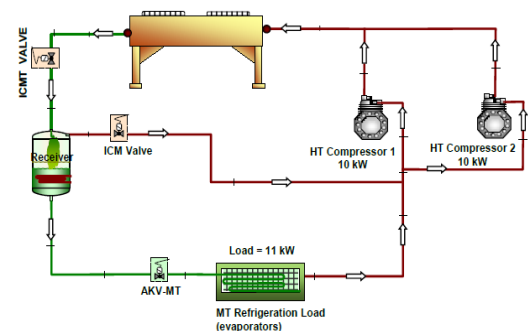 ICMT VALVE
Receiver
ICM Valve
HT Compressor 1
10 kW
HT Compressor 2
10 kW
Load = 11 kW
AKV-MT
MT Refrigeration Load
(evaporators)